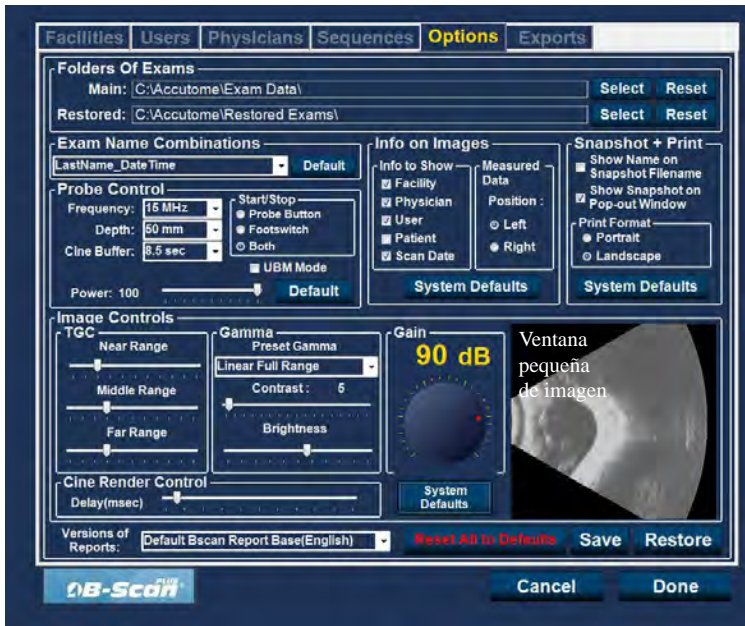 Facilities Users Physicians Sequences Options Exports
Folders Of Exams
Main: C:\Accutome\Exam Data\ Select Reset
Restored: C:\Accutome\Restored Exams\ Select Reset
Exam Name Combinations
LastName_DateTime Default
Probe Control
Frequency: 15 MHz
Depth: 50 mm
Cine Buffer: 8.5 sec
Start/Stop
Probe Button
Footswitch
Both
UBM Mode
Power: 100 Default
Info on Images
Info to Show
Facility
Physician
User
Patient
Scan Date
Measured
Data
Position :
Left
Right
System Defaults
Snapshot + Print
Show Name on
Snapshot Filename
Show Snapshot on
Pop-out Window
Print Format
Portrait
Landscape
System Defaults
Image Controls
TGC
Near Range
Middle Range
Far Range
Gamma
Preset Gamma
Linear Full Range
Contrast : 5
Brightness
Gain
90 dB
System
Defaults
Ventana
pequeña
de imagen
Cine Render Control
Delay(msec)
Versions of
Reports:
Default Bscan Report Base(English)
Reset All to Defaults
Save Restore
B-Scan PLUS
Cancel Done